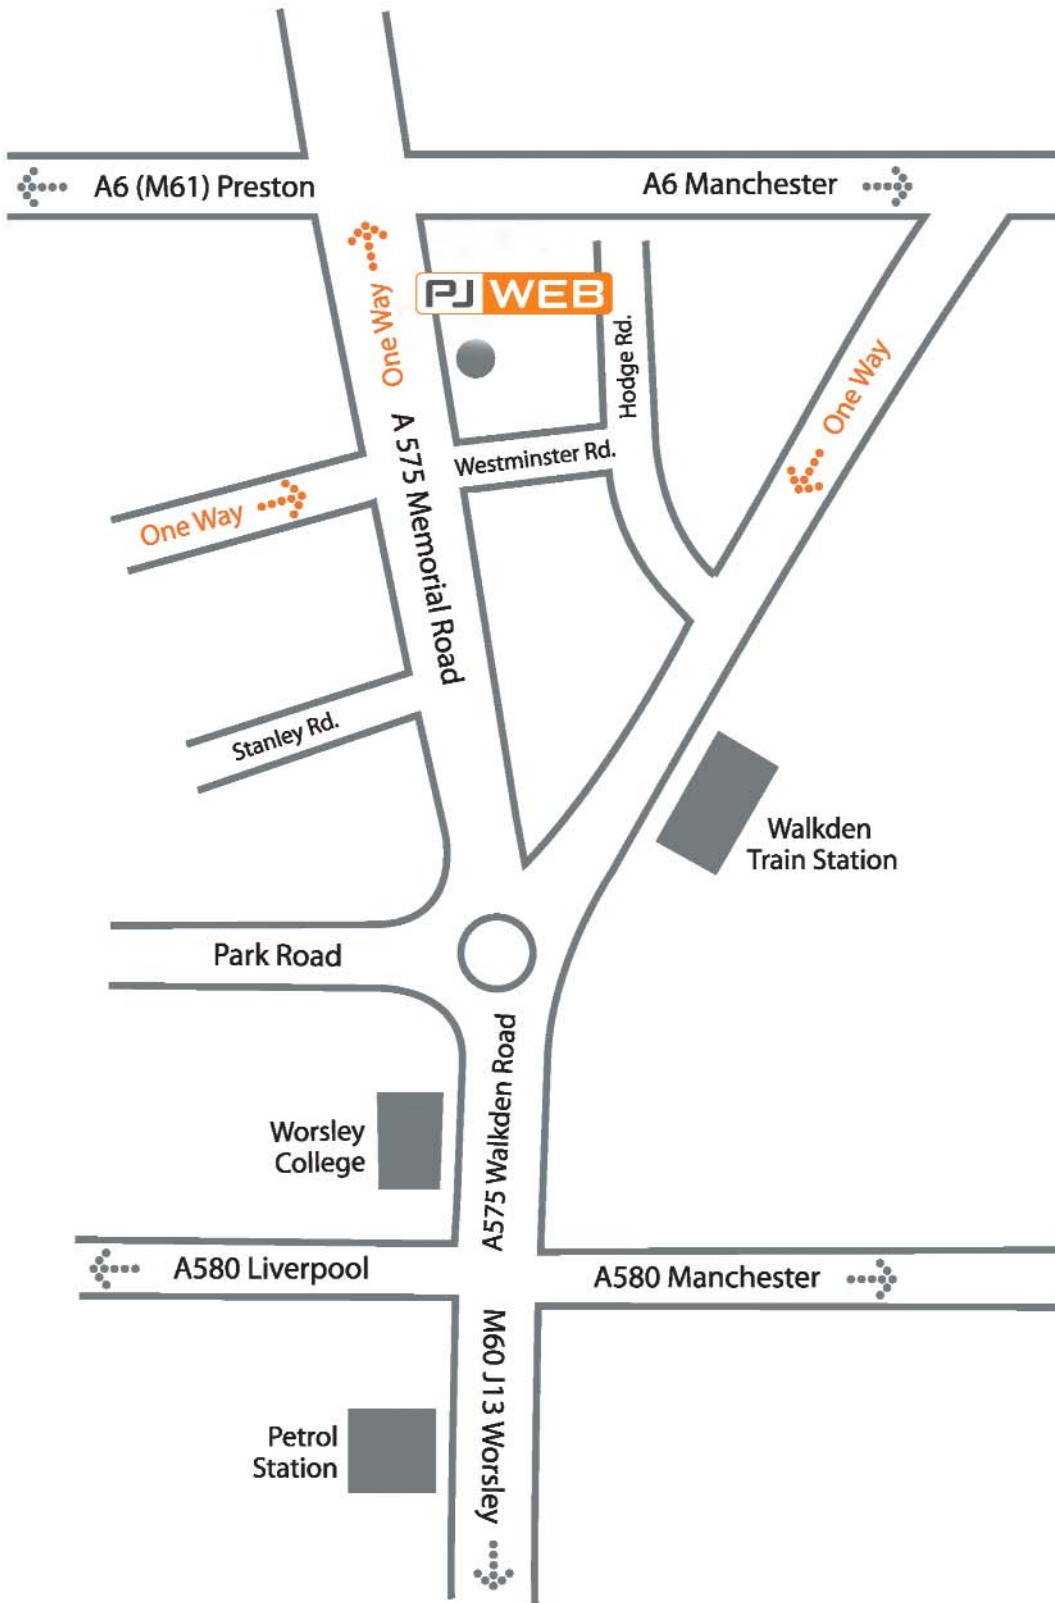 A6 (M61) Preston
A6 Manchester
One Way
PJ WEB
Hodge Rd.
One Way
A 575 Memorial Road
Westminster Rd.
One Way
Stanley Rd.
Walkden
Train Station
Park Road
A575 Walkden Road
Worsley
College
A580 Liverpool
A580 Manchester
M60 J13 Worsley
Petrol
Station